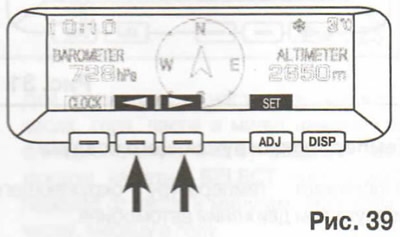 10:10 N 3°C
BAROMETER ALTIMETER
728hPa W E 2850m
CLOCK SET
ADJ DISP
Рис. 39